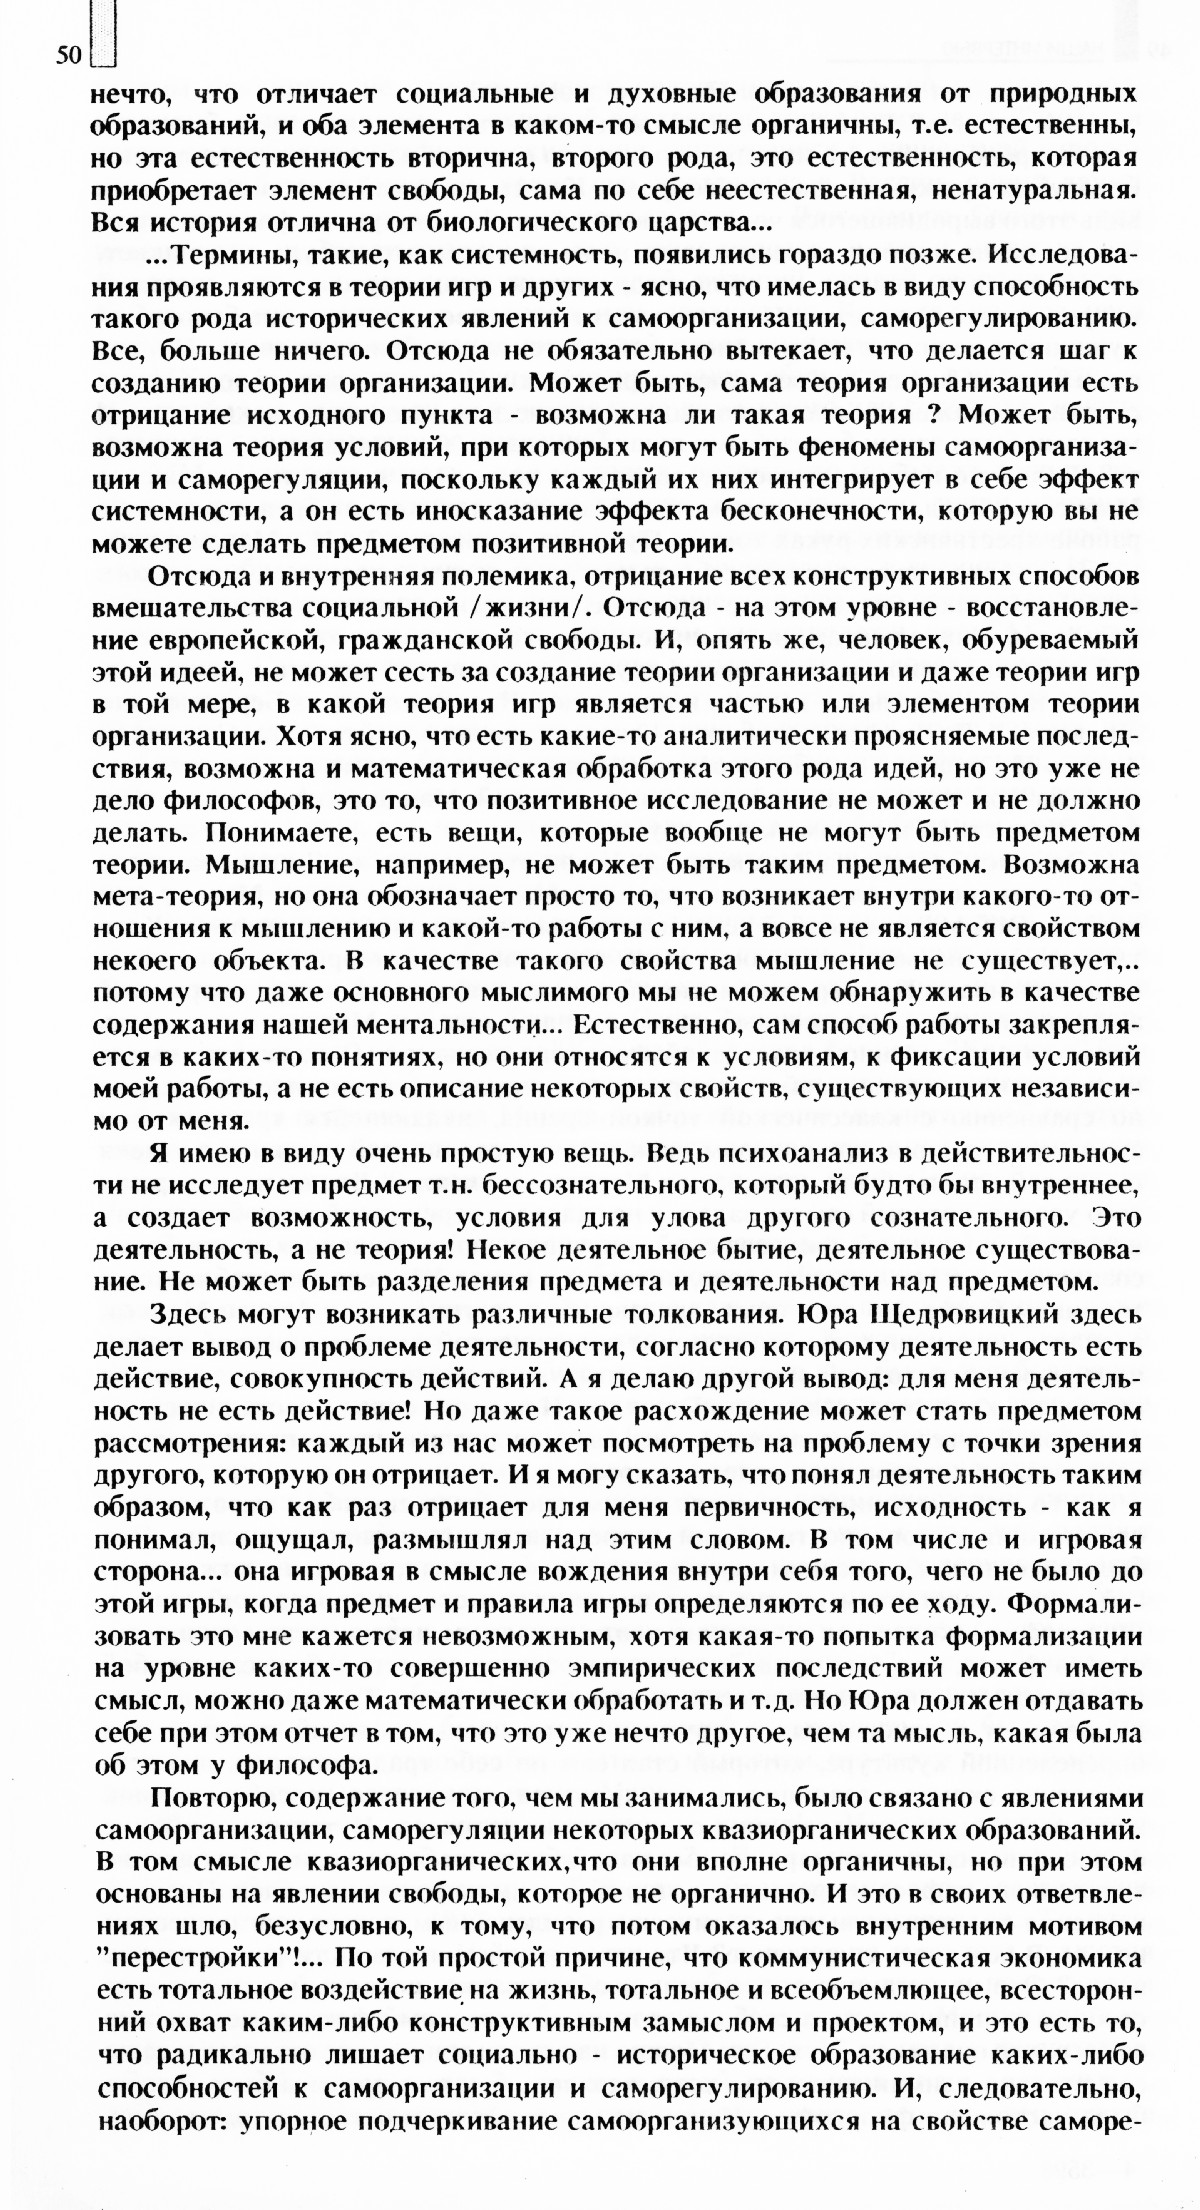 50
нечто, что отличает социальные и духовные образования от природных
образований, и оба элемента в каком-то смысле органичны, т.е. естественны,
но эта естественность вторична, второго рода, это естественность, которая
приобретает элемент свободы, сама по себе неестественная, ненатуральная.
Вся история отлична от биологического царства...
...Термины, такие, как системность, появились гораздо позже. Исследова-
ния проявляются в теории игр и других - ясно, что имелась в виду способность
такого рода исторических явлений к самоорганизации, саморегулированию.
Все, больше ничего. Отсюда не обязательно вытекает, что делается шаг к
созданию теории организации. Может быть, сама теория организации есть
отрицание исходного пункта - возможна ли такая теория ? Может быть,
возможна теория условий, при которых могут быть феномены самоорганиза-
ции и саморегуляции, поскольку каждый их них интегрирует в себе эффект
системности, а он есть иносказание эффекта бесконечности, которую вы не
можете сделать предметом позитивной теории.
Отсюда и внутренняя полемика, отрицание всех конструктивных способов
вмешательства социальной /жизни/. Отсюда - на этом уровне - восстановле-
ние европейской, гражданской свободы. И, опять же, человек, обуреваемый
этой идеей, не может сесть за создание теории организации и даже теории игр
в той мере, в какой теория игр является частью или элементом теории
организации. Хотя ясно, что есть какие-то аналитически проясняемые послед-
ствия, возможна и математическая обработка этого рода идей, но это уже не
дело философов, это то, что позитивное исследование не может и не должно
делать. Понимаете, есть вещи, которые вообще не могут быть предметом
теории. Мышление, например, не может быть таким предметом. Возможна
мета-теория, но она обозначает просто то, что возникает внутри какого-то от-
ношения к мышлению и какой-то работы с ним, а вовсе не является свойством
некоего объекта. В качестве такого свойства мышление не существует,..
потому что даже основного мыслимого мы не можем обнаружить в качестве
содержания нашей ментальности... Естественно, сам способ работы закрепля-
ется в каких-то понятиях, но они относятся к условиям, к фиксации условий
моей работы, а не есть описание некоторых свойств, существующих независи-
мо от меня.
Я имею в виду очень простую вещь. Ведь психоанализ в действительнос-
ти не исследует предмет т.н. бессознательного, который будто бы внутреннее,
а создает возможность, условия для улова другого сознательного. Это
деятельность, а не теория! Некое деятельное бытие, деятельное существова-
ние. Не может быть разделения предмета и деятельности над предметом.
Здесь могут возникать различные толкования. Юра Щедровицкий здесь
делает вывод о проблеме деятельности, согласно которому деятельность есть
действие, совокупность действий. А я делаю другой вывод: для меня деятель-
ность не есть действие! Но даже такое расхождение может стать предметом
рассмотрения: каждый из нас может посмотреть на проблему с точки зрения
другого, которую он отрицает. И я могу сказать, что понял деятельность таким
образом, что как раз отрицает для меня первичность, исходность - как я
понимал, ощущал, размышлял над этим словом. В том числе и игровая
сторона... она игровая в смысле вождения внутри себя того, чего не было до
этой игры, когда предмет и правила игры определяются по ее ходу. Формали-
зовать это мне кажется невозможным, хотя какая-то попытка формализации
на уровне каких-то совершенно эмпирических последствий может иметь
смысл, можно даже математически обработать и т.д. Но Юра должен отдавать
себе при этом отчет в том, что это уже нечто другое, чем та мысль, какая была
об этом у философа.
Повторю, содержание того, чем мы занимались, было связано с явлениями
самоорганизации, саморегуляции некоторых квазиорганических образований.
В том смысле квазиорганических,что они вполне органичны, но при этом
основаны на явлении свободы, которое не органично. И это в своих ответвле-
ниях шло, безусловно, к тому, что потом оказалось внутренним мотивом
"перестройки"!... По той простой причине, что коммунистическая экономика
есть тотальное воздействие на жизнь, тотальное и всеобъемлющее, всесторон-
ний охват каким-либо конструктивным замыслом и проектом, и это есть то,
что радикально лишает социально - историческое образование каких-либо
способностей к самоорганизации и саморегулированию. И, следовательно,
наоборот: упорное подчеркивание самоорганизующихся на свойстве саморе-